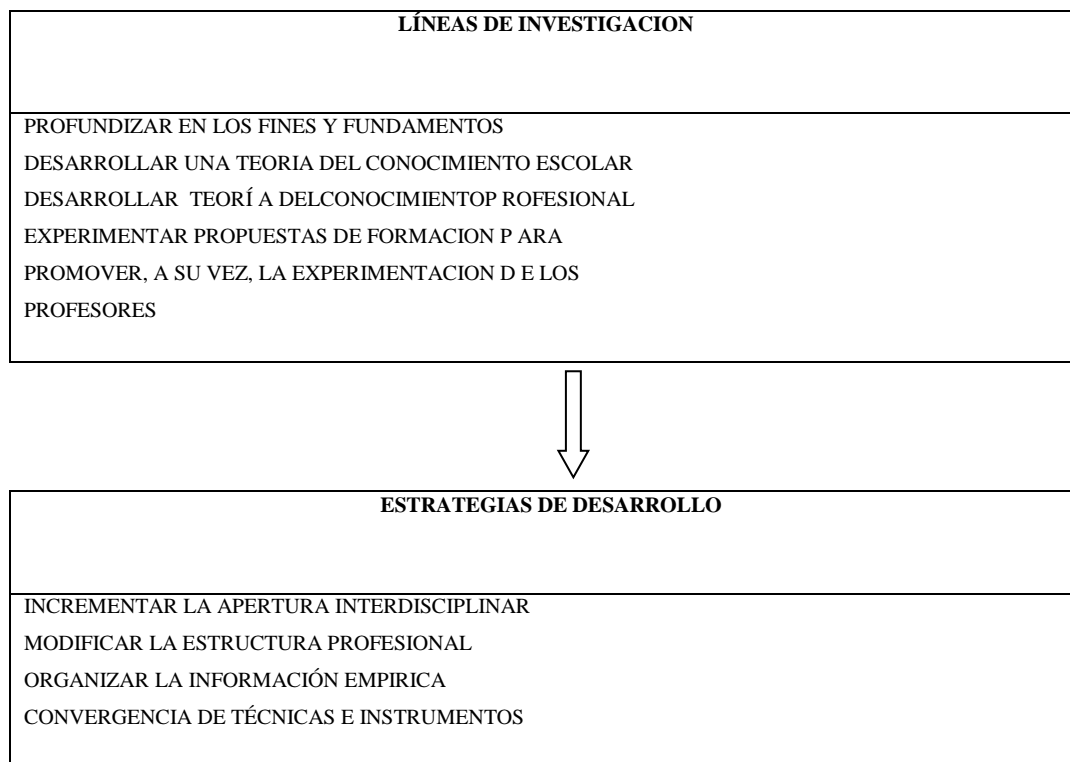 LÍNEAS DE INVESTIGACION
PROFUNDIZAR EN LOS FINES Y FUNDAMENTOS
DESARROLLAR UNA TEORIA DEL CONOCIMIENTO ESCOLAR
DESARROLLAR TEORÍ A DELCONOCIMIENTOP ROFESIONAL
EXPERIMENTAR PROPUESTAS DE FORMACION P ARA
PROMOVER, A SU VEZ, LA EXPERIMENTACION D E LOS
PROFESORES
ESTRATEGIAS DE DESARROLLO
INCREMENTAR LA APERTURA INTERDISCIPLINAR
MODIFICAR LA ESTRUCTURA PROFESIONAL
ORGANIZAR LA INFORMACIÓN EMPIRICA
CONVERGENCIA DE TÉCNICAS E INSTRUMENTOS